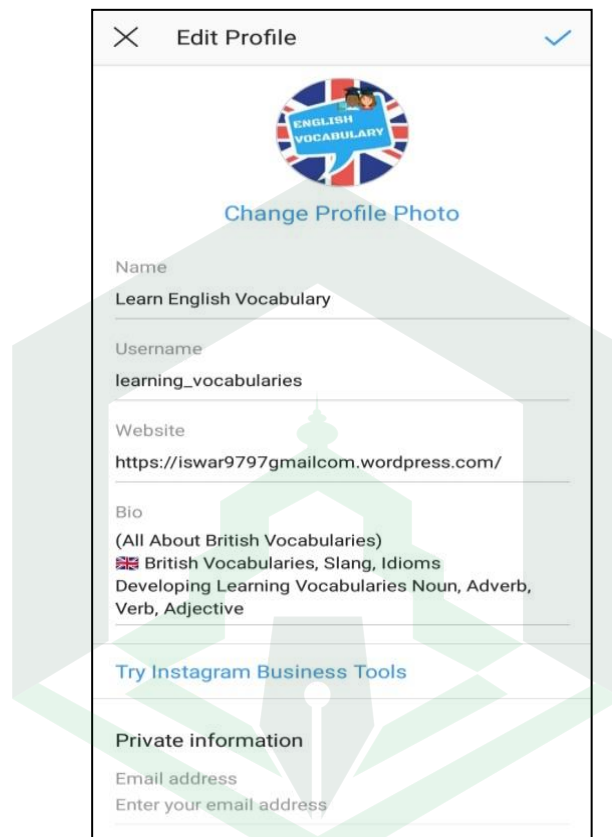 Edit Profile
ENGLISH
VOCABULARY
Change Profile Photo
Name
Learn English Vocabulary
Username
learning_vocabularies
Website
https://iswar9797gmailcom.wordpress.com/
Bio
(All About British Vocabularies)
🇬🇧 British Vocabularies, Slang, Idioms
Developing Learning Vocabularies Noun, Adverb,
Verb, Adjective
Try Instagram Business Tools
Private information
Email address
Enter your email address